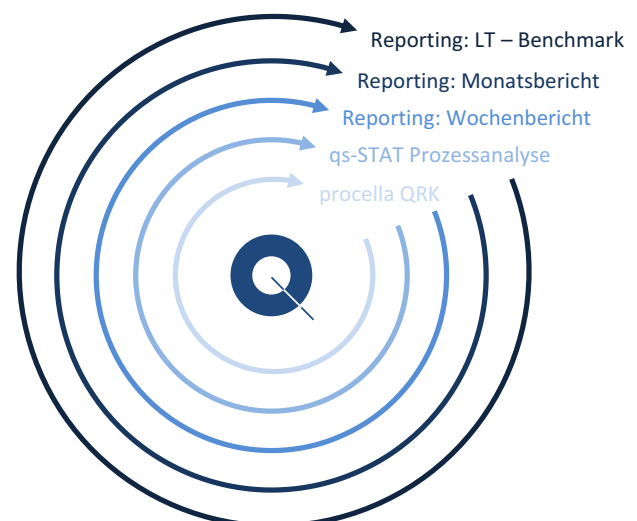 Reporting: LT – Benchmark
Reporting: Monatsbericht
Reporting: Wochenbericht
qs-STAT Prozessanalyse
procella QRK